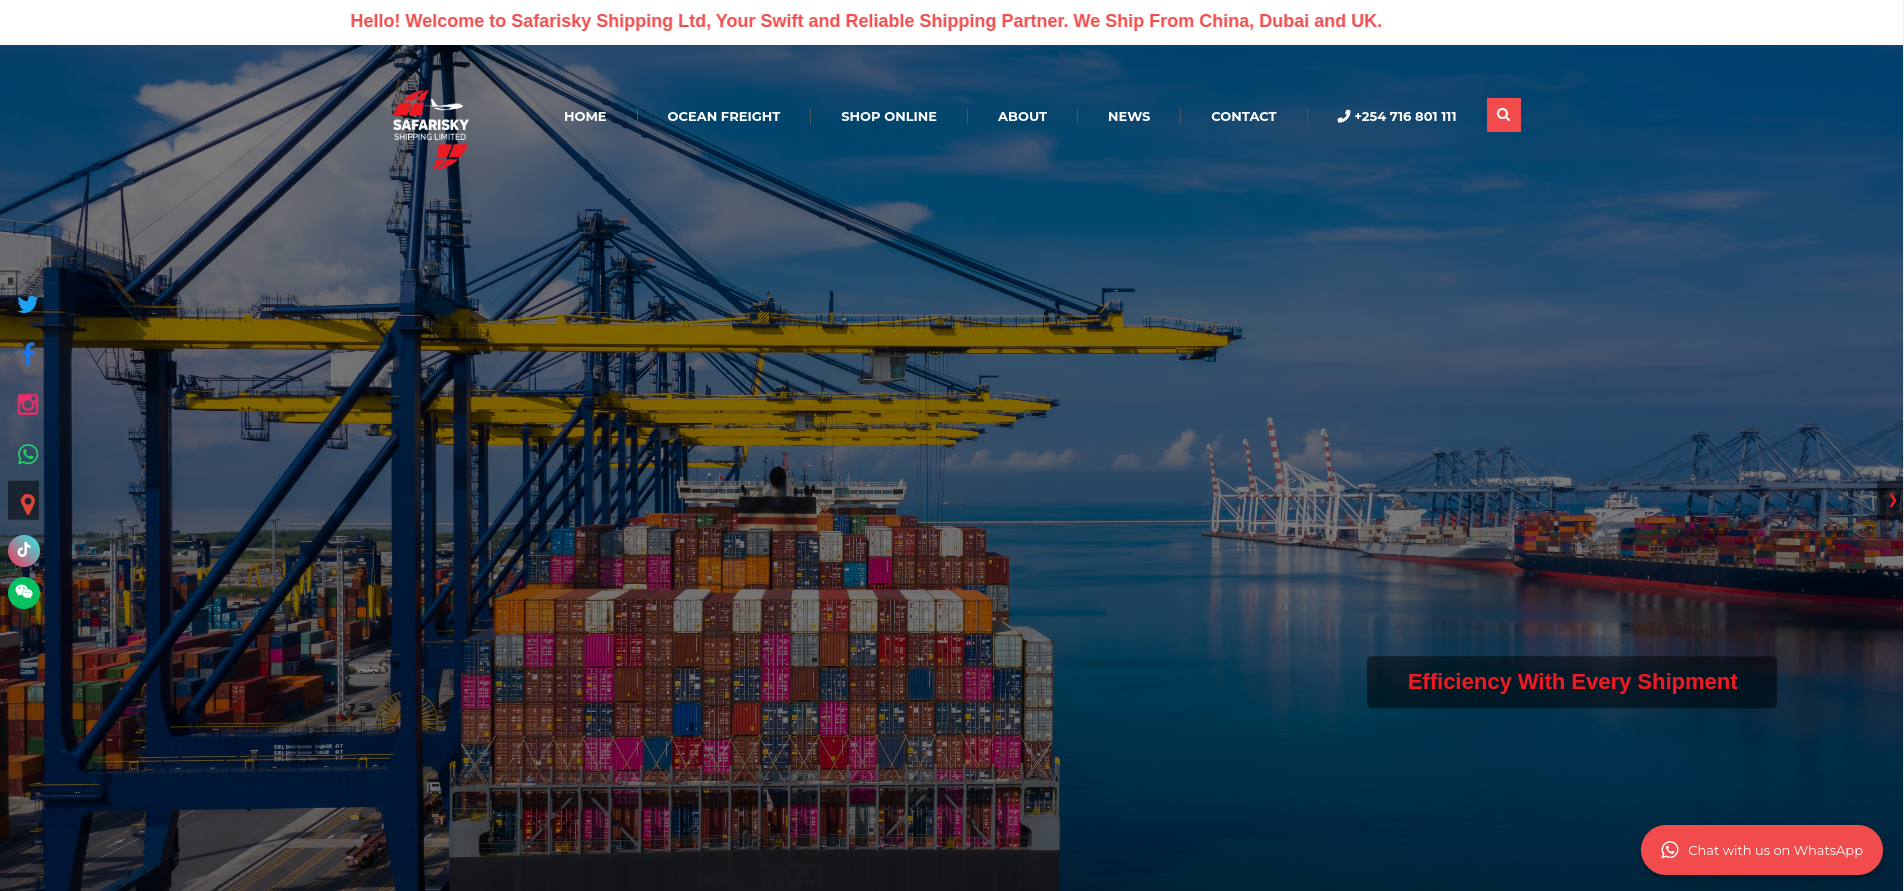 Hello! Welcome to Safarisky Shipping Ltd, Your Swift and Reliable Shipping Partner. We Ship From China, Dubai and UK.
SAFARISKY
SHIPPING LIMITED
HOME
OCEAN FREIGHT
SHOP ONLINE
ABOUT
NEWS
CONTACT
+254 716 801 111
Efficiency With Every Shipment
Chat with us on WhatsApp